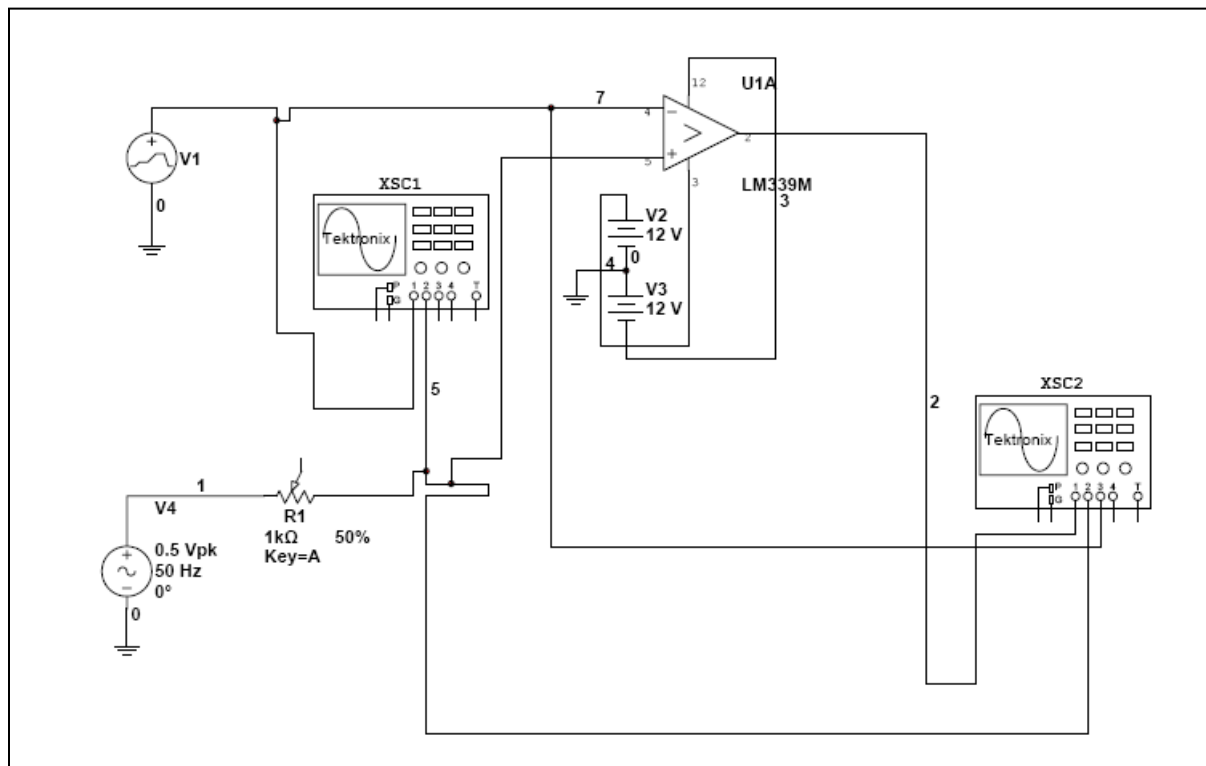 7
12
U1A
4
V1
5
2
3
LM339M
3
0
XSC1
Tektronix
P
G
1 2 3 4
T
V2
12 V
0
4
V3
12 V
5
2
XSC2
Tektronix
P
G
1 2 3 4
T
1
V4
R1
1kΩ 50%
Key=A
0.5 Vpk
50 Hz
0°
0